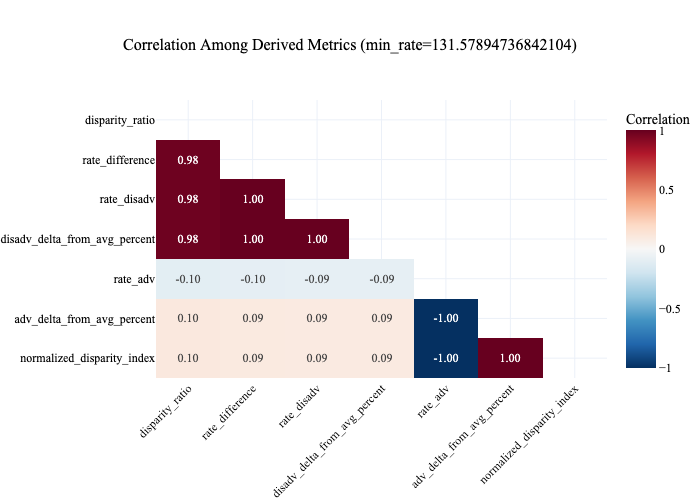 Correlation Among Derived Metrics (min_rate=131.57894736842104)
Correlation
disparity_ratio
rate_difference 0.98
rate_disadv 0.98 1.00
disadv_delta_from_avg_percent 0.98 1.00 1.00
rate_adv -0.10 -0.10 -0.09 -0.09
adv_delta_from_avg_percent 0.10 0.09 0.09 0.09 -1.00
normalized_disparity_index 0.10 0.09 0.09 0.09 -1.00 1.00
disparity_ratio
rate_difference
rate_disadv
disadv_delta_from_avg_percent
rate_adv
adv_delta_from_avg_percent
normalized_disparity_index
1
0.5
0
−0.5
−1